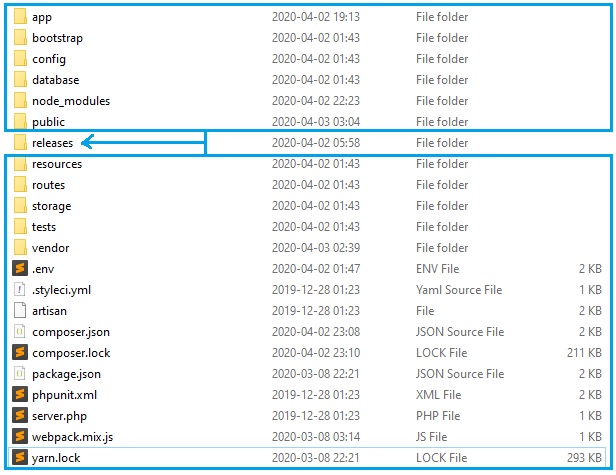 app 2020-04-02 19:13 File folder
bootstrap 2020-04-02 01:43 File folder
config 2020-04-02 01:43 File folder
database 2020-04-02 01:43 File folder
node_modules 2020-04-02 22:23 File folder
public 2020-04-03 03:04 File folder
releases 2020-04-02 05:58 File folder
resources 2020-04-02 01:43 File folder
routes 2020-04-02 01:43 File folder
storage 2020-04-02 01:43 File folder
tests 2020-04-02 01:43 File folder
vendor 2020-04-03 02:39 File folder
.env 2020-04-02 01:47 ENV File 2 KB
.styleci.yml 2019-12-28 01:23 Yaml Source File 1 KB
artisan 2019-12-28 01:23 File 2 KB
composer.json 2020-04-02 23:08 JSON Source File 2 KB
composer.lock 2020-04-02 23:10 LOCK File 211 KB
package.json 2020-03-08 22:21 JSON Source File 2 KB
phpunit.xml 2019-12-28 01:23 XML File 2 KB
server.php 2019-12-28 01:23 PHP File 1 KB
webpack.mix.js 2020-03-08 03:14 JS File 1 KB
yarn.lock 2020-03-08 22:21 LOCK File 293 KB